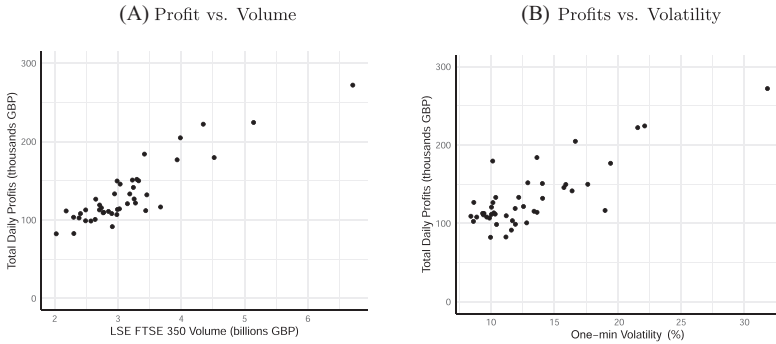 (A) Profit vs. Volume
300
200
100
0
2 3 4 5 6
Total Daily Profits (thousands GBP)
LSE FTSE 350 Volume (billions GBP)
(B) Profits vs. Volatility
300
200
100
0
10 15 20 25 30
Total Daily Profits (thousands GBP)
One−min Volatility (%)